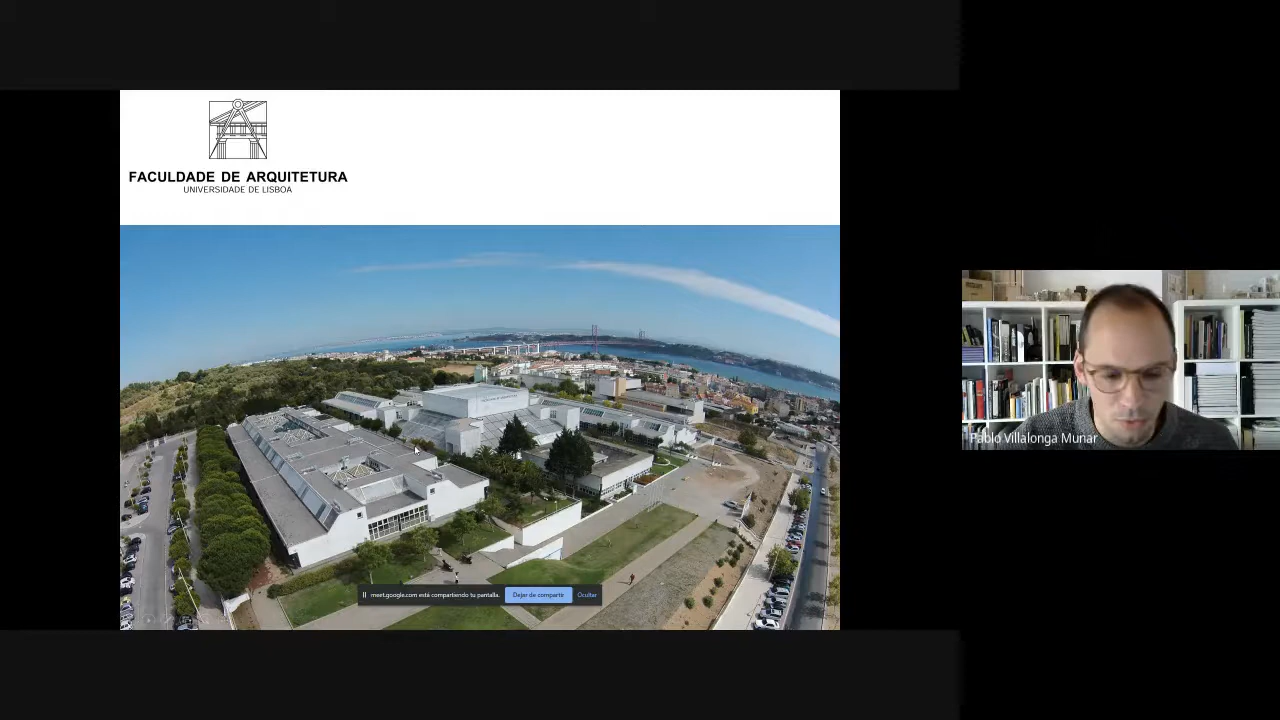 FACULDADE DE ARQUITETURA
UNIVERSIDADE DE LISBOA
Pablo Villalonga Munar
meet.google.com está compartiendo tu pantalla.
Dejar de compartir
Ocultar